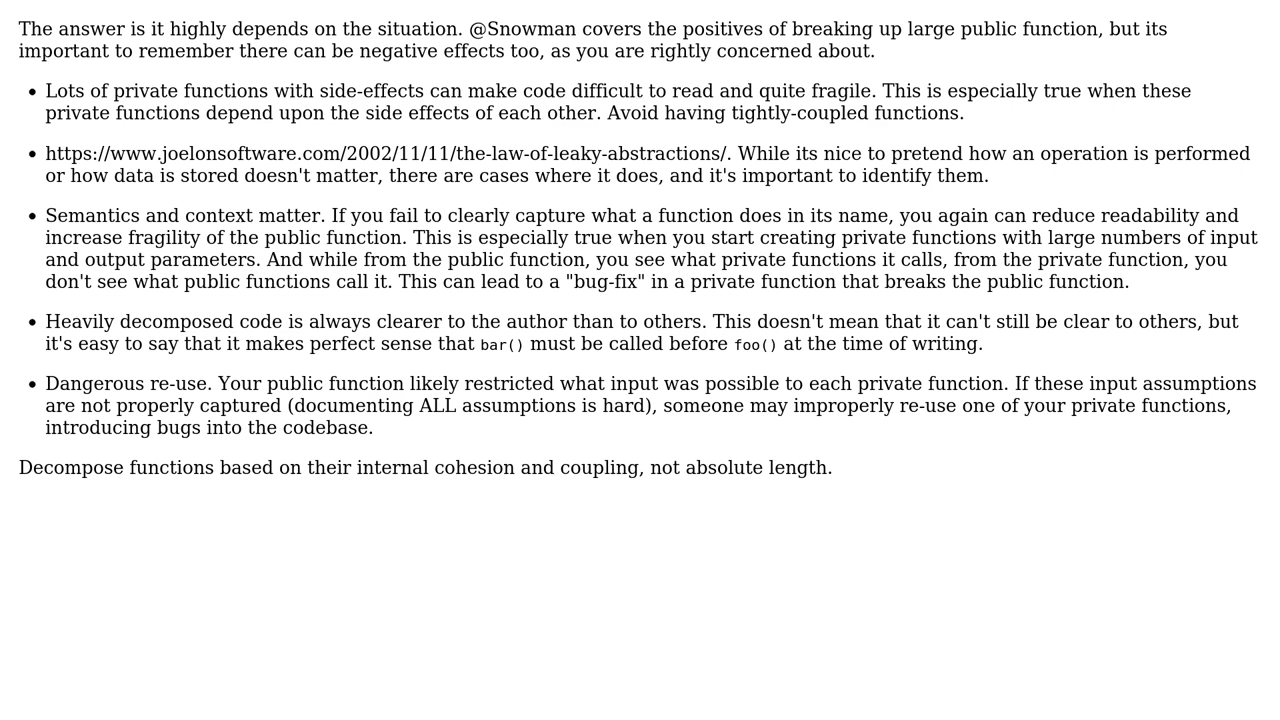 The answer is it highly depends on the situation. @Snowman covers the positives of breaking up large public function, but its
important to remember there can be negative effects too, as you are rightly concerned about.
• Lots of private functions with side-effects can make code difficult to read and quite fragile. This is especially true when these
private functions depend upon the side effects of each other. Avoid having tightly-coupled functions.
• https://www.joelonsoftware.com/2002/11/11/the-law-of-leaky-abstractions/. While its nice to pretend how an operation is performed
or how data is stored doesn't matter, there are cases where it does, and it's important to identify them.
• Semantics and context matter. If you fail to clearly capture what a function does in its name, you again can reduce readability and
increase fragility of the public function. This is especially true when you start creating private functions with large numbers of input
and output parameters. And while from the public function, you see what private functions it calls, from the private function, you
don't see what public functions call it. This can lead to a "bug-fix" in a private function that breaks the public function.
• Heavily decomposed code is always clearer to the author than to others. This doesn't mean that it can't still be clear to others, but
it's easy to say that it makes perfect sense that bar() must be called before foo() at the time of writing.
• Dangerous re-use. Your public function likely restricted what input was possible to each private function. If these input assumptions
are not properly captured (documenting ALL assumptions is hard), someone may improperly re-use one of your private functions,
introducing bugs into the codebase.
Decompose functions based on their internal cohesion and coupling, not absolute length.